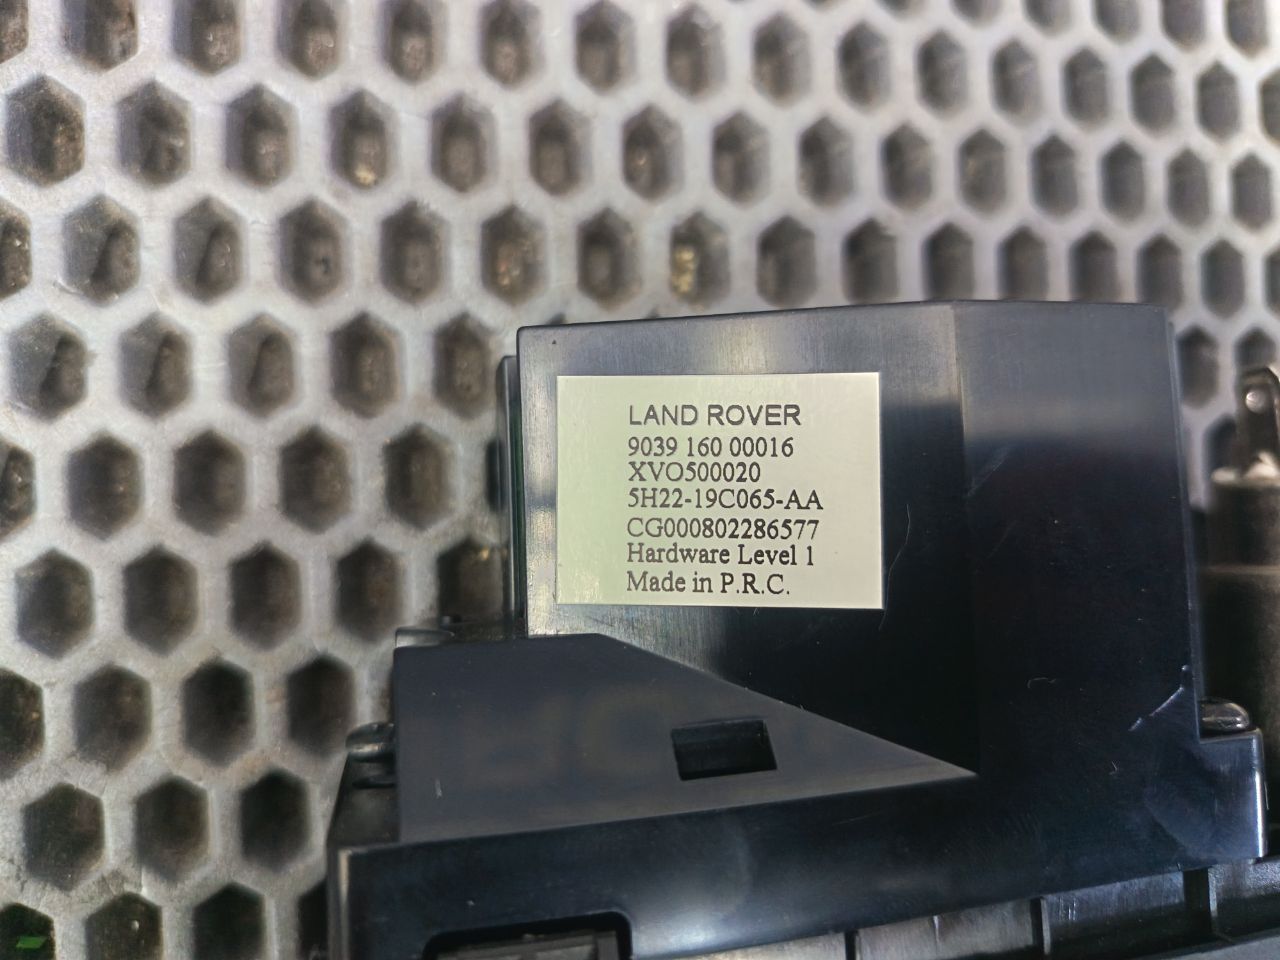 LAND ROVER
9039 160 00016
XVO500020
5H22-19C065-AA
CG000802286577
Hardware Level 1
Made in P.R.C.